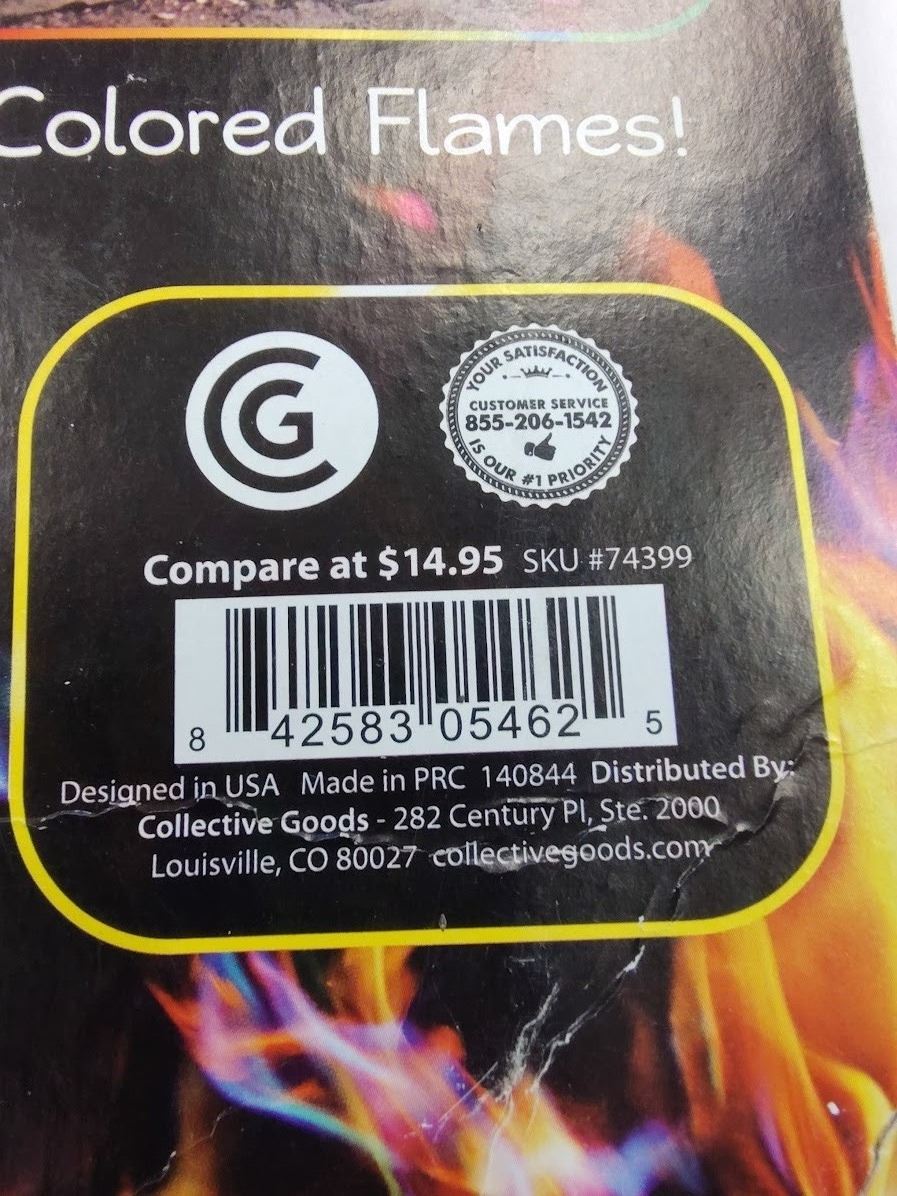 Colored Flames!
CG
YOUR SATISFACTION
CUSTOMER SERVICE
855-206-1542
IS OUR #1 PRIORITY
Compare at $14.95 SKU #74399
8 42583 05462 5
Designed in USA Made in PRC 140844 Distributed By:
Collective Goods - 282 Century Pl, Ste. 2000
Louisville, CO 80027 collectivegoods.com